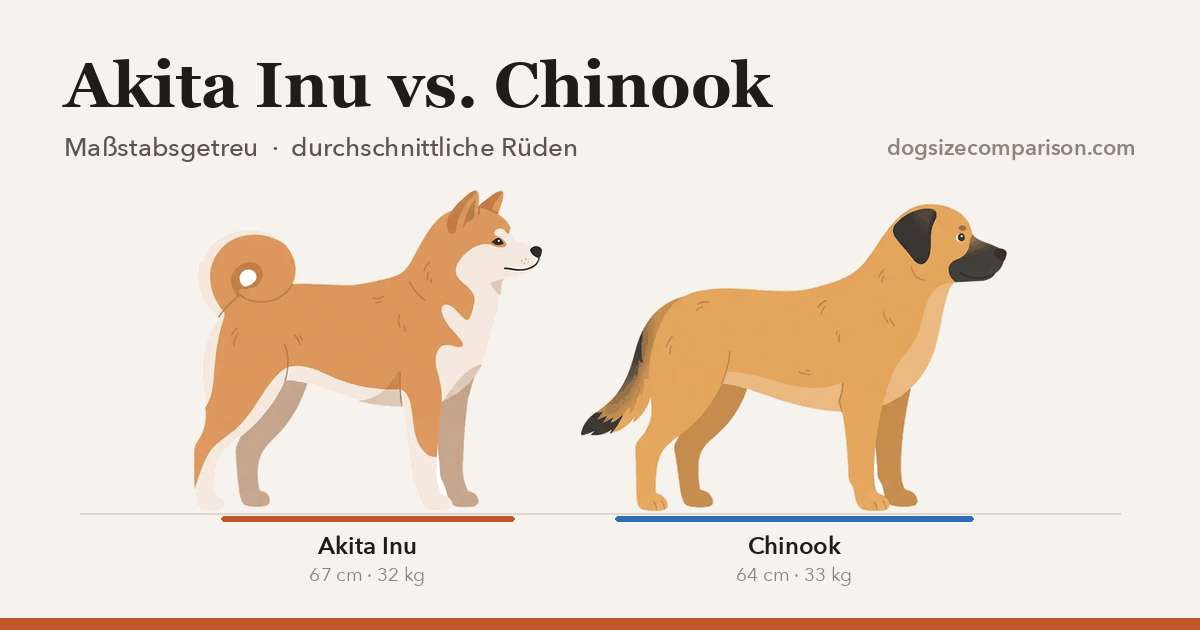 Akita Inu vs. Chinook
Maßstabsgetreu · durchschnittliche Rüden
dogsizecomparison.com
Akita Inu
67 cm · 32 kg
Chinook
64 cm · 33 kg